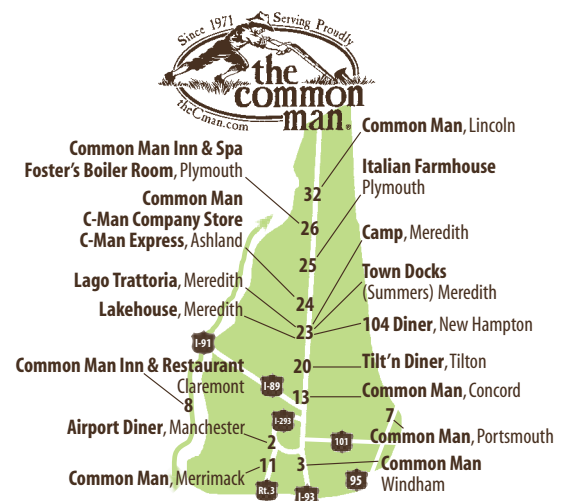 Since 1971 Serving Proudly
the
common
man®
theCman.com
Common Man, Lincoln
Common Man Inn & Spa
Foster's Boiler Room, Plymouth
Italian Farmhouse
Plymouth
32
Common Man
C-Man Company Store
C-Man Express, Ashland
26
Camp, Meredith
25
Town Docks
(Summers) Meredith
Lago Trattoria, Meredith
24
Lakehouse, Meredith
23
104 Diner, New Hampton
I-91
Common Man Inn & Restaurant
Claremont
20
Tilt'n Diner, Tilton
I-89
13
Common Man, Concord
8
I-293
7
Airport Diner, Manchester
2
101
Common Man, Portsmouth
Common Man, Merrimack
11
3
Common Man
Windham
Rt. 3
I-93
95